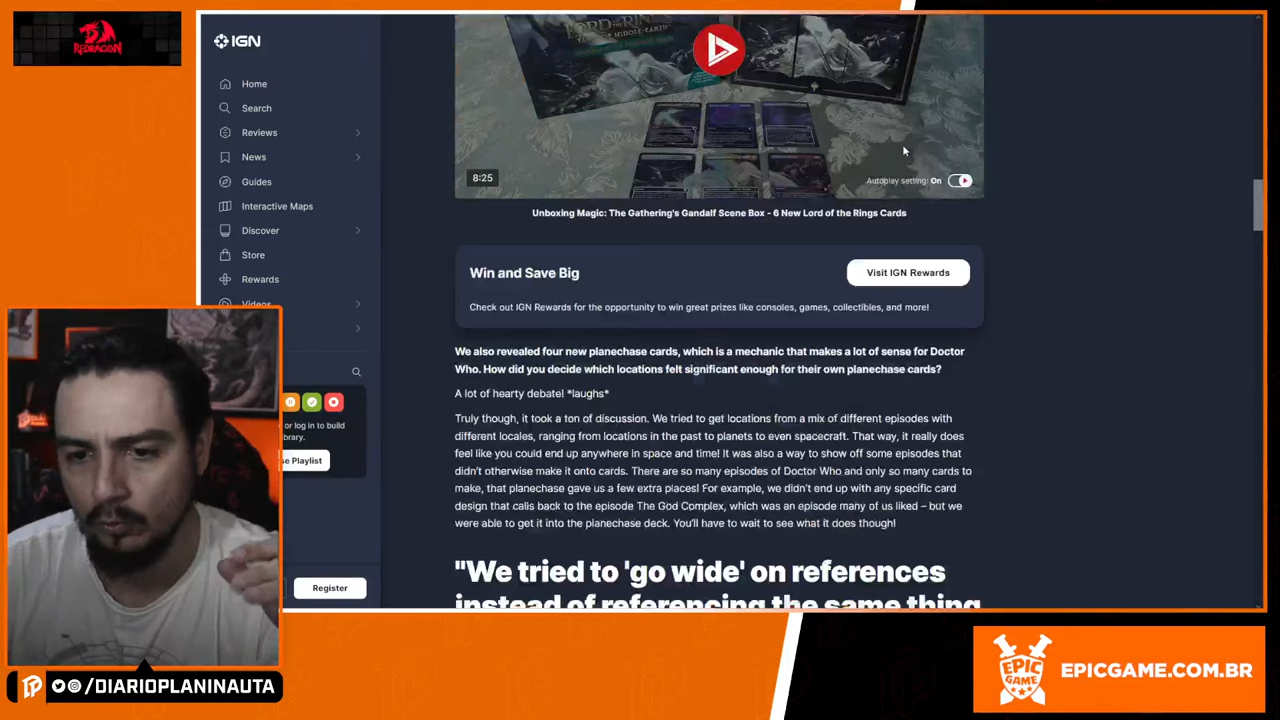 REDRAGON
IGN
Home
Search
Reviews
News
Guides
Interactive Maps
Discover
Store
Rewards
Videos
or log in to build
Register
LORD OF THE RINGS
8:25
Autoplay setting: On
Unboxing Magic: The Gathering's Gandalf Scene Box - 6 New Lord of the Rings Cards
Win and Save Big
Visit IGN Rewards
Check out IGN Rewards for the opportunity to win great prizes like consoles, games, collectibles, and more!
We also revealed four new planechase cards, which is a mechanic that makes a lot of sense for Doctor
Who. How did you decide which locations felt significant enough for their own planechase cards?
A lot of hearty debate! *laughs*
Truly though, it took a ton of discussion. We tried to get locations from a mix of different episodes with
different locales, ranging from locations in the past to planets to even spacecraft. That way, it really does
feel like you could end up anywhere in space and time! It was also a way to show off some episodes that
didn't otherwise make it onto cards. There are so many episodes of Doctor Who and only so many cards to
make, that planechase gave us a few extra places! For example, we didn't end up with any specific card
design that calls back to the episode The God Complex, which was an episode many of us liked – but we
were able to get it into the planechase deck. You'll have to wait to see what it does though!
"We tried to 'go wide' on references
instead of referencing the same thing
/DIARIOPLANINAUTA
EPIC
GAME
EPICGAME.COM.BR